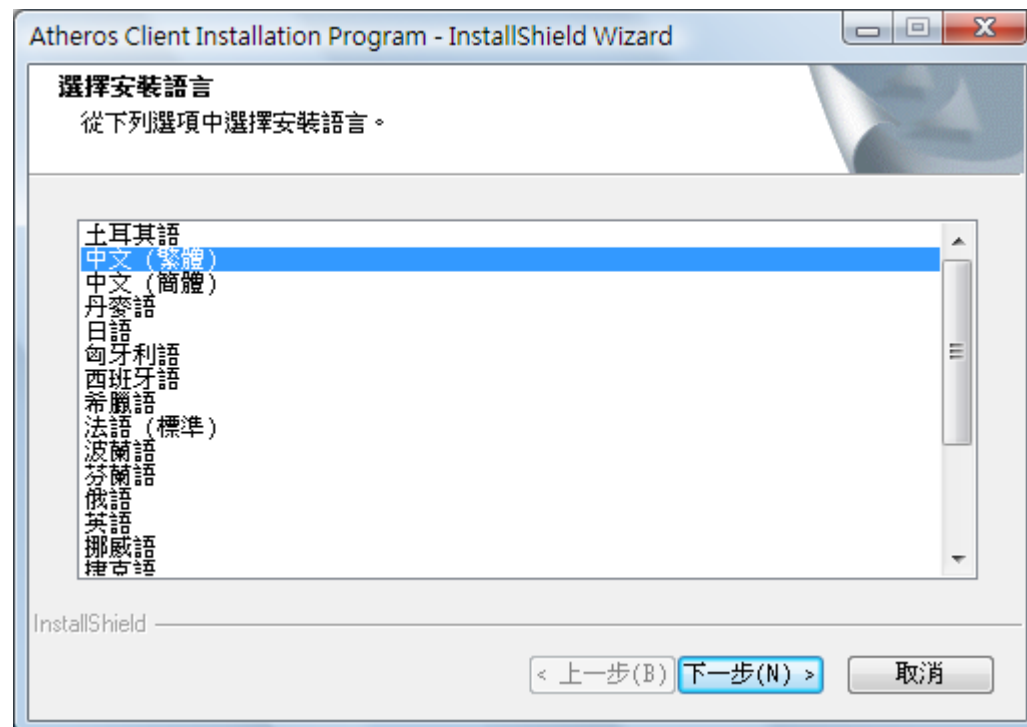 Atheros Client Installation Program - InstallShield Wizard
選擇安裝語言
從下列選項中選擇安裝語言。
土耳其語
中文 (繁體)
中文 (簡體)
丹麥語
日語
匈牙利語
西班牙語
希臘語
法語 (標準)
波蘭語
芬蘭語
俄語
英語
挪威語
捷克語
InstallShield
< 上一步(B)
下一步(N) >
取消